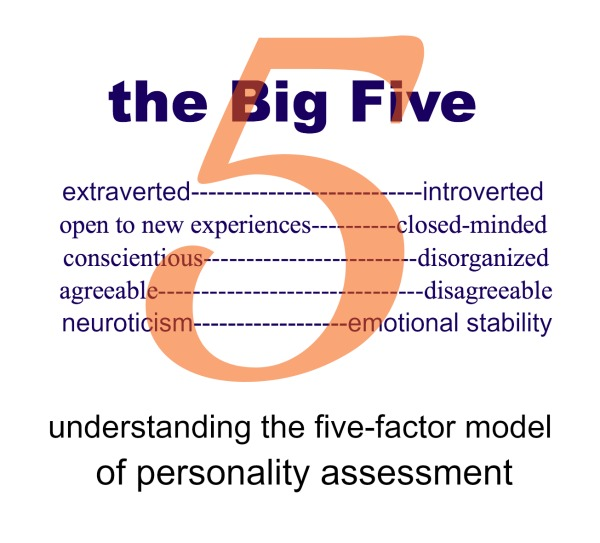 5
the Big Five
extraverted---------------------------introverted
open to new experiences----------closed-minded
conscientious-------------------------disorganized
agreeable-------------------------------disagreeable
neuroticism------------------emotional stability
understanding the five-factor model
of personality assessment